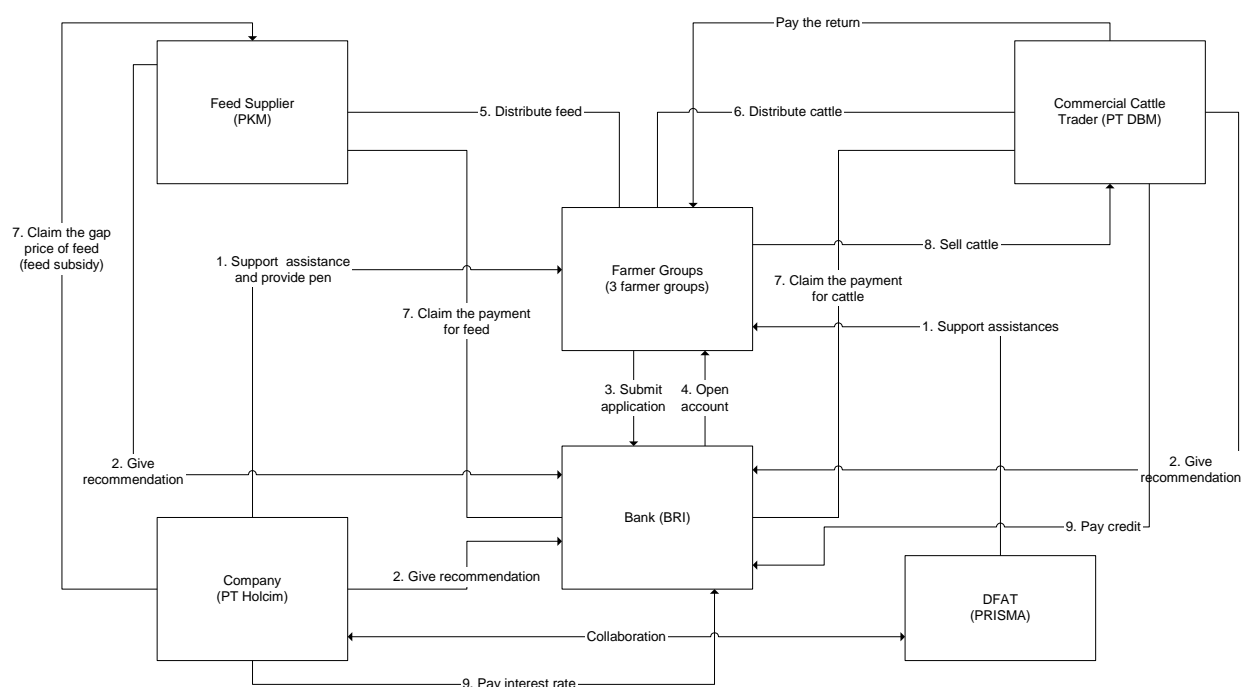 Pay the return
Feed Supplier
(PKM)
Commercial Cattle
Trader (PT DBM)
5. Distribute feed
6. Distribute cattle
7. Claim the gap
price of feed
(feed subsidy)
1. Support assistance
and provide pen
Farmer Groups
(3 farmer groups)
8. Sell cattle
7. Claim the payment
for feed
7. Claim the payment
for cattle
1. Support assistances
3. Submit
application
4. Open
account
2. Give
recommendation
2. Give
recommendation
Bank (BRI)
9. Pay credit
Company
(PT Holcim)
2. Give recommendation
DFAT
(PRISMA)
Collaboration
9. Pay interest rate